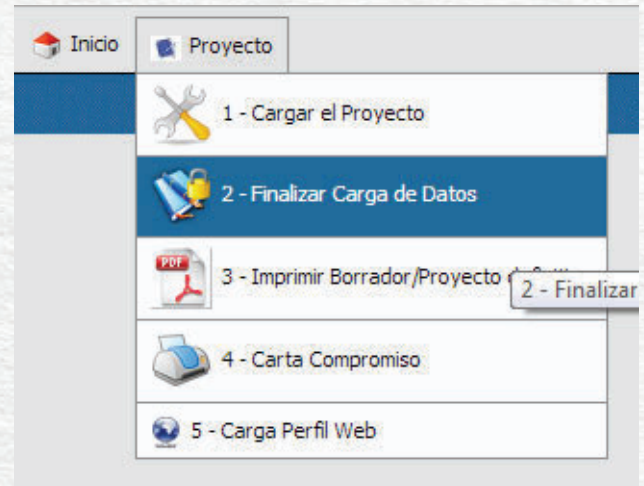 Inicio
Proyecto
1 - Cargar el Proyecto
2 - Finalizar Carga de Datos
PDF
3 - Imprimir Borrador/Proyecto
2 - Finalizar
4 - Carta Compromiso
5 - Carga Perfil Web